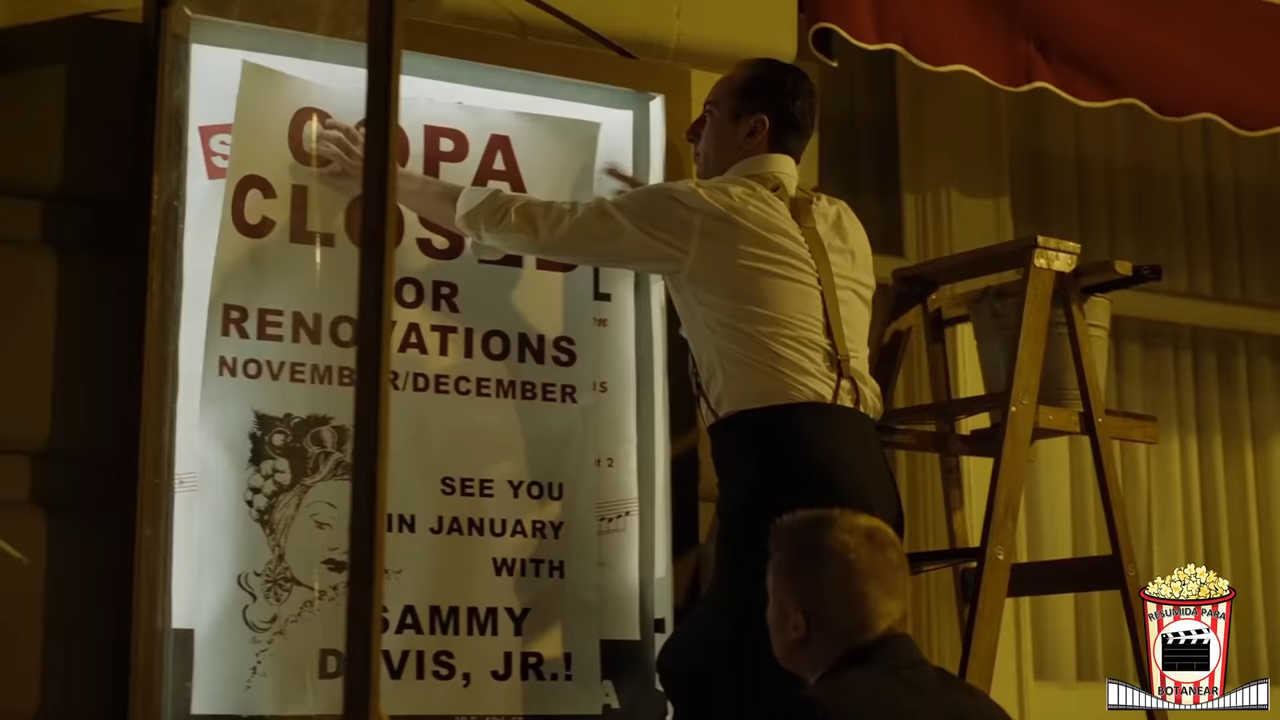 COPA
CLOSED
FOR
RENOVATIONS
NOVEMBER/DECEMBER
SEE YOU
IN JANUARY
WITH
SAMMY
DAVIS, JR.!
RESUMIDA PARA
BOTANEAR